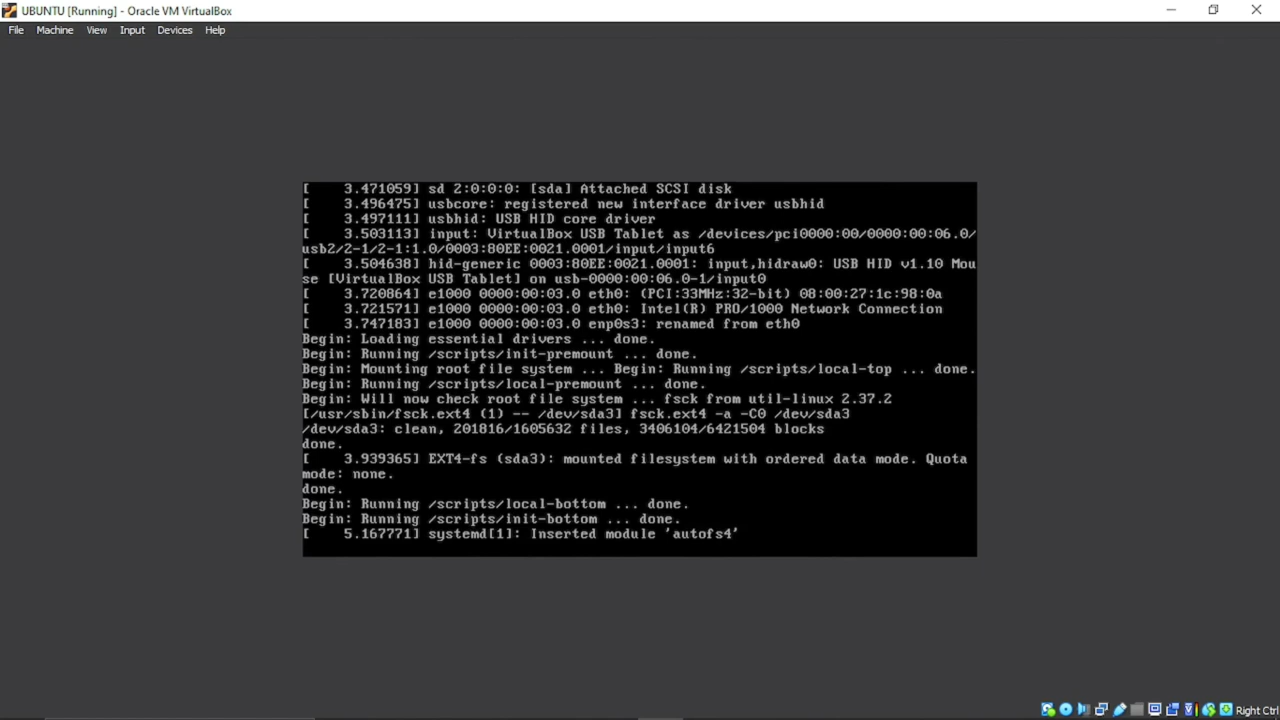 UBUNTU [Running] - Oracle VM VirtualBox
File Machine View Input Devices Help
[    3.471059] sd 2:0:0:0: [sda] Attached SCSI disk
[    3.496475] usbcore: registered new interface driver usbhid
[    3.497111] usbhid: USB HID core driver
[    3.503113] input: VirtualBox USB Tablet as /devices/pci0000:00/0000:00:06.0/
usb2/2-1/2-1:1.0/0003:80EE:0021.0001/input/input6
[    3.504638] hid-generic 0003:80EE:0021.0001: input,hidraw0: USB HID v1.10 Mou
se [VirtualBox USB Tablet] on usb-0000:00:06.0-1/input0
[    3.720864] e1000 0000:00:03.0 eth0: (PCI:33MHz:32-bit) 08:00:27:1c:98:0a
[    3.721571] e1000 0000:00:03.0 eth0: Intel(R) PRO/1000 Network Connection
[    3.747183] e1000 0000:00:03.0 enp0s3: renamed from eth0
Begin: Loading essential drivers ... done.
Begin: Running /scripts/init-premount ... done.
Begin: Mounting root file system ... Begin: Running /scripts/local-top ... done.
Begin: Running /scripts/local-premount ... done.
Begin: Will now check root file system ... fsck from util-linux 2.37.2
[/usr/sbin/fsck.ext4 (1) -- /dev/sda3] fsck.ext4 -a -C0 /dev/sda3
/dev/sda3: clean, 201816/1605632 files, 3406104/6421504 blocks
done.
[    3.939365] EXT4-fs (sda3): mounted filesystem with ordered data mode. Quota
mode: none.
done.
Begin: Running /scripts/local-bottom ... done.
Begin: Running /scripts/init-bottom ... done.
[    5.167771] systemd[1]: Inserted module 'autofs4'
Right Ctrl